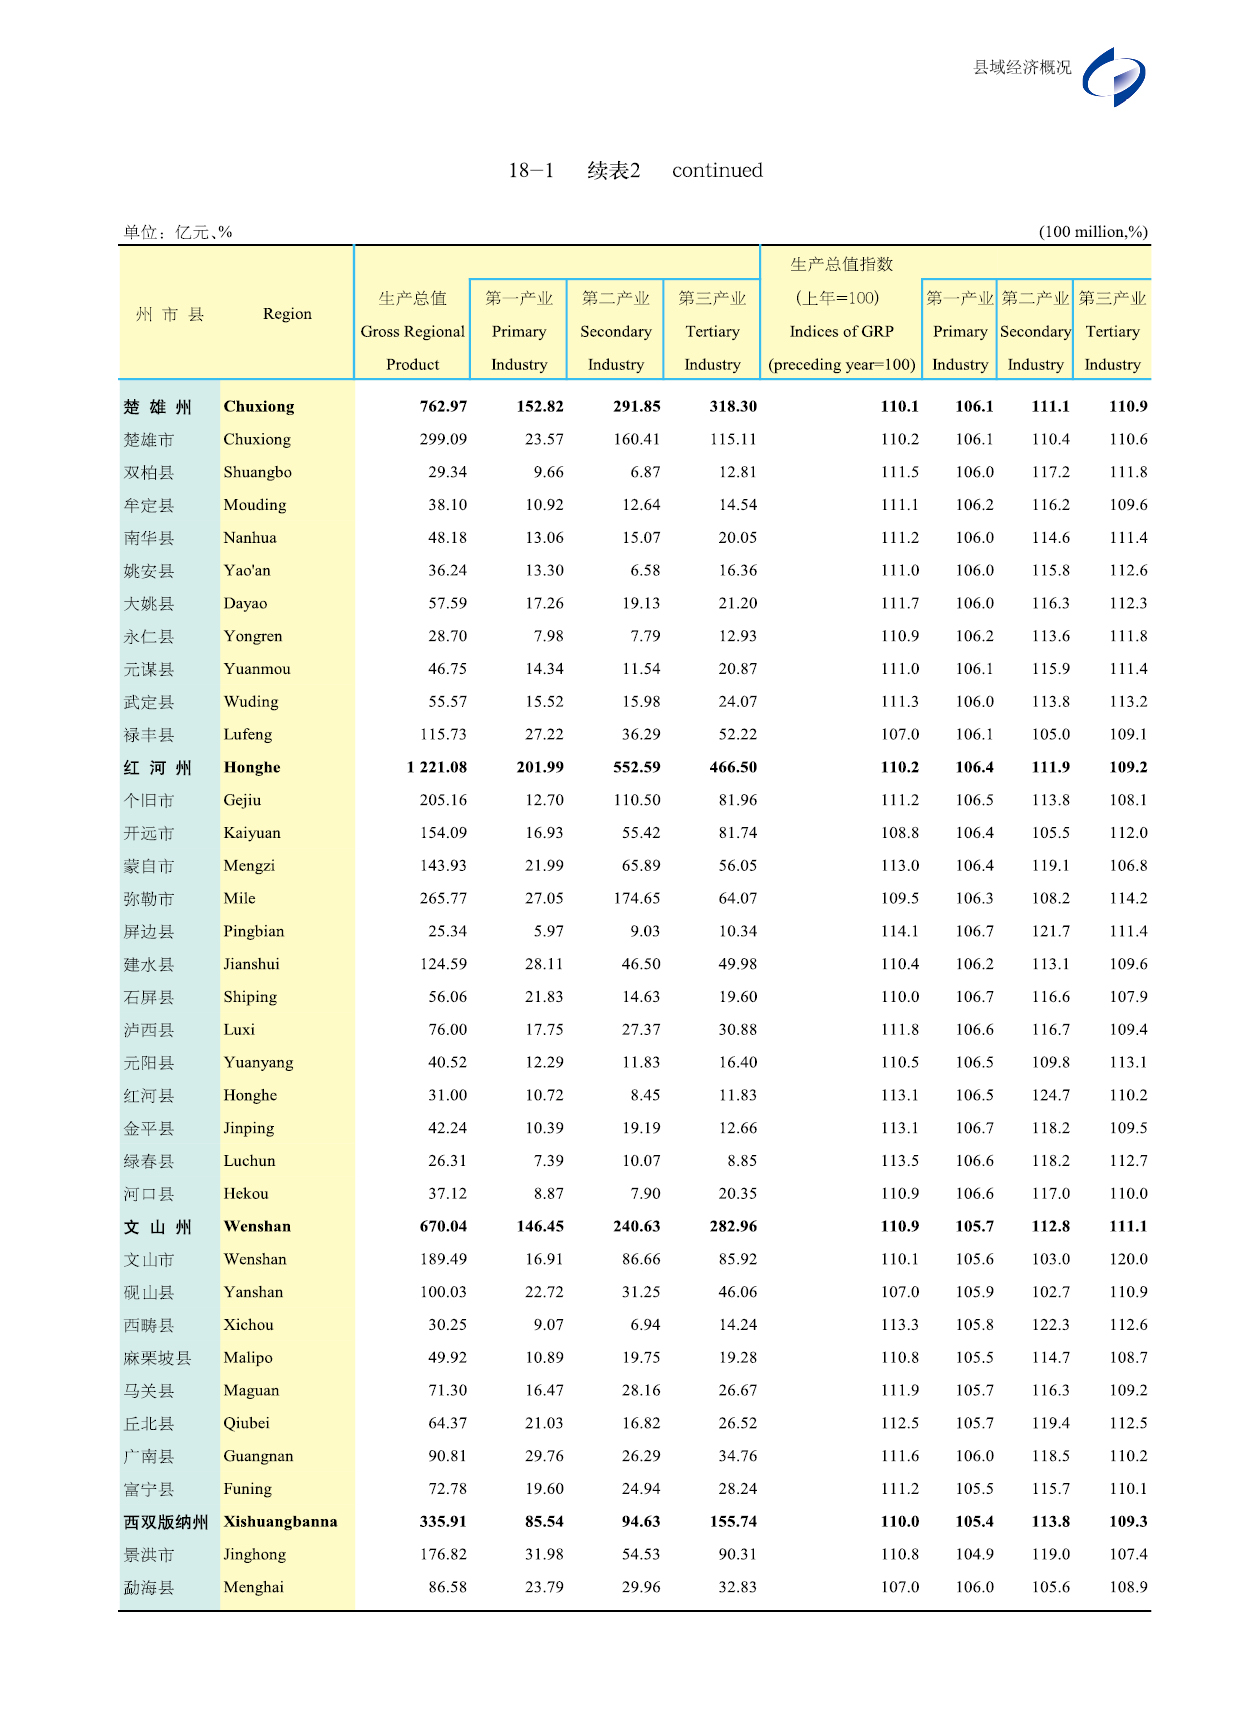 县域经济概况
18-1 续表2 continued
单位：亿元、% (100 million,%)
生产总值指数
生产总值 第一产业 第二产业 第三产业 (上年=100) 第一产业 第二产业 第三产业
州 市 县 Region
Gross Regional Primary Secondary Tertiary Indices of GRP Primary Secondary Tertiary
Product Industry Industry Industry (preceding year=100) Industry Industry Industry
楚 雄 州 Chuxiong 762.97 152.82 291.85 318.30 110.1 106.1 111.1 110.9
楚雄市 Chuxiong 299.09 23.57 160.41 115.11 110.2 106.1 110.4 110.6
双柏县 Shuangbo 29.34 9.66 6.87 12.81 111.5 106.0 117.2 111.8
牟定县 Mouding 38.10 10.92 12.64 14.54 111.1 106.2 116.2 109.6
南华县 Nanhua 48.18 13.06 15.07 20.05 111.2 106.0 114.6 111.4
姚安县 Yao'an 36.24 13.30 6.58 16.36 111.0 106.0 115.8 112.6
大姚县 Dayao 57.59 17.26 19.13 21.20 111.7 106.0 116.3 112.3
永仁县 Yongren 28.70 7.98 7.79 12.93 110.9 106.2 113.6 111.8
元谋县 Yuanmou 46.75 14.34 11.54 20.87 111.0 106.1 115.9 111.4
武定县 Wuding 55.57 15.52 15.98 24.07 111.3 106.0 113.8 113.2
禄丰县 Lufeng 115.73 27.22 36.29 52.22 107.0 106.1 105.0 109.1
红 河 州 Honghe 1 221.08 201.99 552.59 466.50 110.2 106.4 111.9 109.2
个旧市 Gejiu 205.16 12.70 110.50 81.96 111.2 106.5 113.8 108.1
开远市 Kaiyuan 154.09 16.93 55.42 81.74 108.8 106.4 105.5 112.0
蒙自市 Mengzi 143.93 21.99 65.89 56.05 113.0 106.4 119.1 106.8
弥勒市 Mile 265.77 27.05 174.65 64.07 109.5 106.3 108.2 114.2
屏边县 Pingbian 25.34 5.97 9.03 10.34 114.1 106.7 121.7 111.4
建水县 Jianshui 124.59 28.11 46.50 49.98 110.4 106.2 113.1 109.6
石屏县 Shiping 56.06 21.83 14.63 19.60 110.0 106.7 116.6 107.9
泸西县 Luxi 76.00 17.75 27.37 30.88 111.8 106.6 116.7 109.4
元阳县 Yuanyang 40.52 12.29 11.83 16.40 110.5 106.5 109.8 113.1
红河县 Honghe 31.00 10.72 8.45 11.83 113.1 106.5 124.7 110.2
金平县 Jinping 42.24 10.39 19.19 12.66 113.1 106.7 118.2 109.5
绿春县 Luchun 26.31 7.39 10.07 8.85 113.5 106.6 118.2 112.7
河口县 Hekou 37.12 8.87 7.90 20.35 110.9 106.6 117.0 110.0
文 山 州 Wenshan 670.04 146.45 240.63 282.96 110.9 105.7 112.8 111.1
文山市 Wenshan 189.49 16.91 86.66 85.92 110.1 105.6 103.0 120.0
砚山县 Yanshan 100.03 22.72 31.25 46.06 107.0 105.9 102.7 110.9
西畴县 Xichou 30.25 9.07 6.94 14.24 113.3 105.8 122.3 112.6
麻栗坡县 Malipo 49.92 10.89 19.75 19.28 110.8 105.5 114.7 108.7
马关县 Maguan 71.30 16.47 28.16 26.67 111.9 105.7 116.3 109.2
丘北县 Qiubei 64.37 21.03 16.82 26.52 112.5 105.7 119.4 112.5
广南县 Guangnan 90.81 29.76 26.29 34.76 111.6 106.0 118.5 110.2
富宁县 Funing 72.78 19.60 24.94 28.24 111.2 105.5 115.7 110.1
西双版纳州 Xishuangbanna 335.91 85.54 94.63 155.74 110.0 105.4 113.8 109.3
景洪市 Jinghong 176.82 31.98 54.53 90.31 110.8 104.9 119.0 107.4
勐海县 Menghai 86.58 23.79 29.96 32.83 107.0 106.0 105.6 108.9